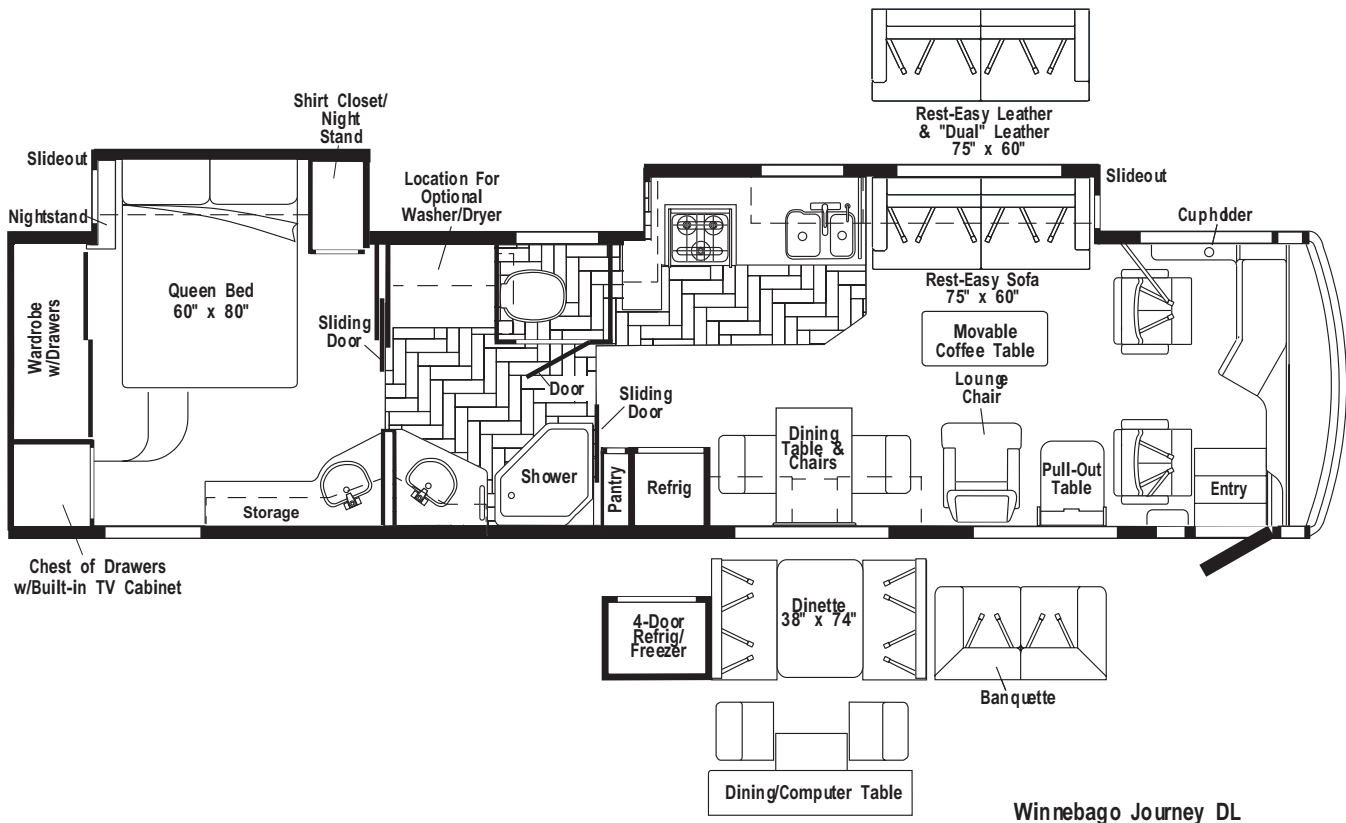 Rest-Easy Leather
& "Dual" Leather
75" x 60"
Shirt Closet/
Night
Stand
Slideout
Location For
Optional
Washer/Dryer
Slideout
Nightstand
Cupholder
Wardrobe
w/Drawers
Queen Bed
60" x 80"
Sliding
Door
Rest-Easy Sofa
75" x 60"
Movable
Coffee Table
Door
Sliding
Door
Lounge
Chair
Dining
Table &
Chairs
Shower
Pantry
Refrig
Pull-Out
Table
Entry
Storage
Chest of Drawers
w/Built-in TV Cabinet
4-Door
Refrig/
Freezer
Dinette
38" x 74"
Banquette
Dining/Computer Table
Winnebago Journey DL